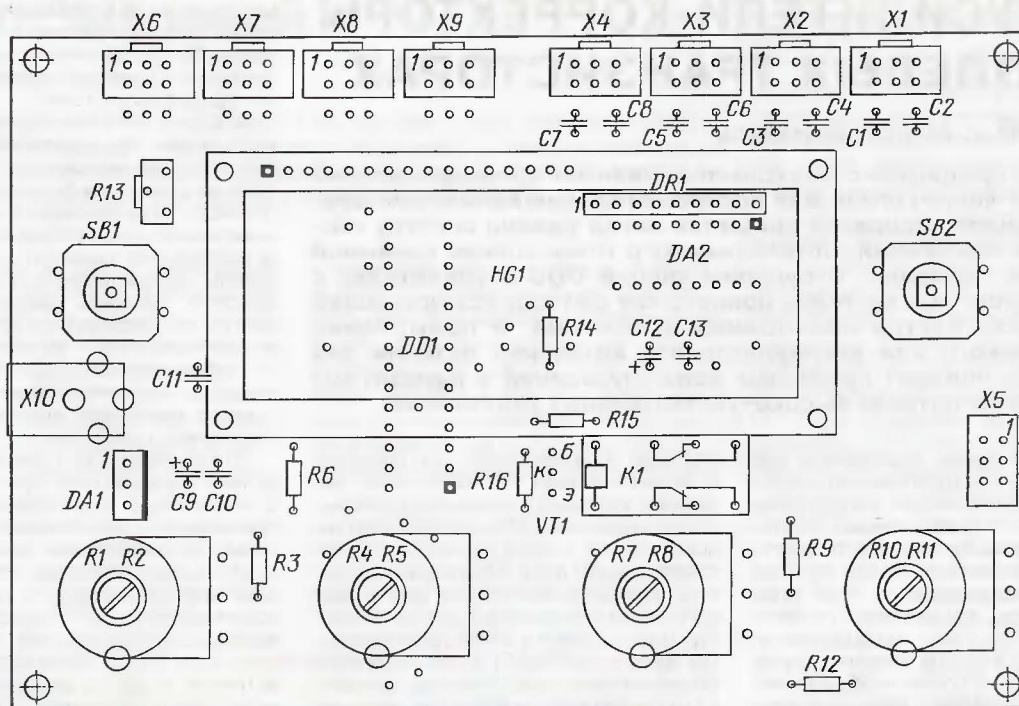 X6 X7 X8 X9 X4 X3 X2 X1
1 1 1 1 1 1 1 1
C8 C6 C4 C2
C7 C5 C3 C1
R13
DR1
1
SB1
SB2
DA2
HG1
DD1
R14 C12 C13
+
C11
X10
R15
X5
1
1
DA1
+
C9 C10
R6
R16
б
к
э
K1
VT1
R1 R2
R3
R4 R5
R7 R8
R9
R10 R11
R12